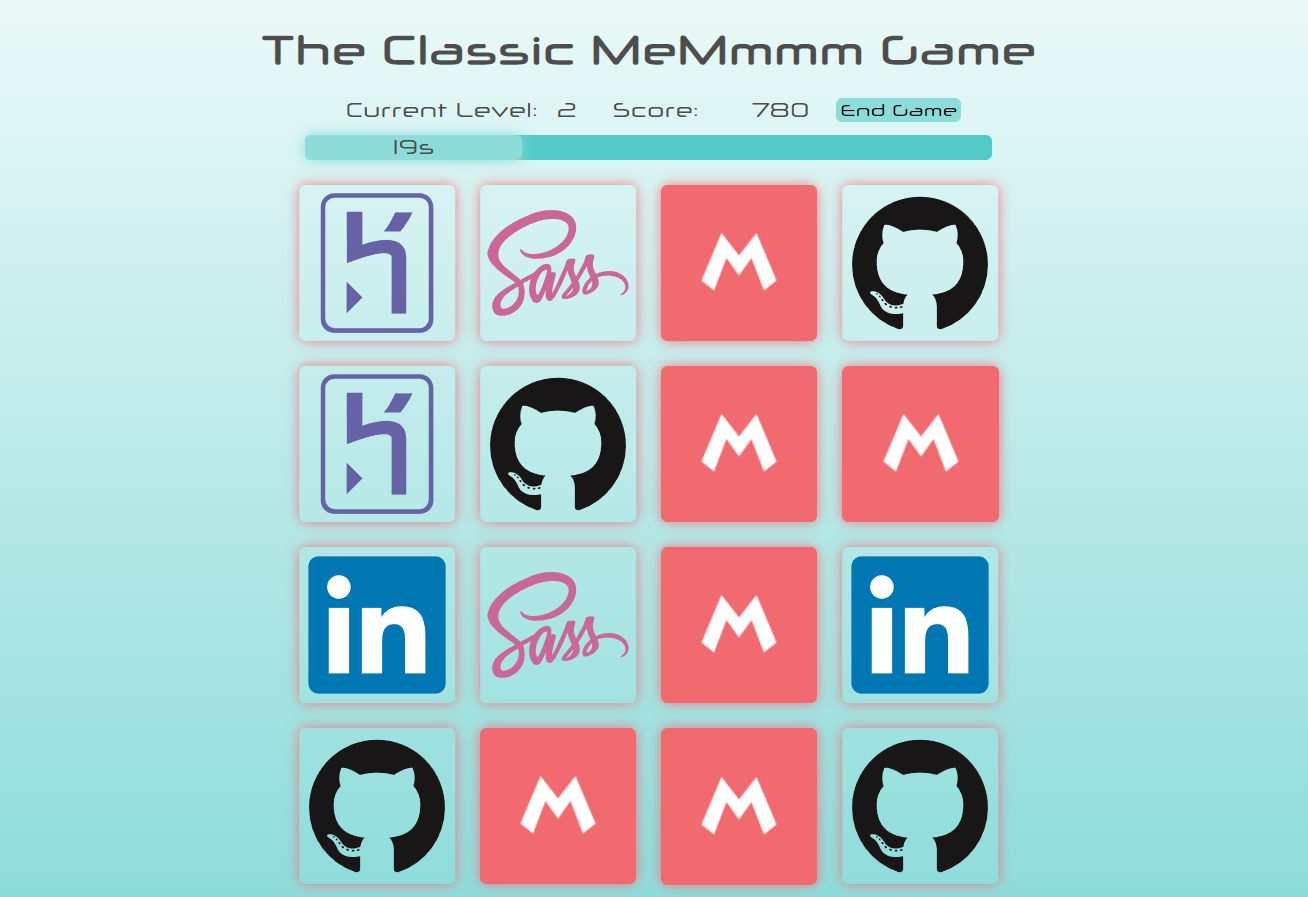 The Classic MeMmmm Game
Current Level: 2 Score: 780 End Game
19s
Sass
in
Sass
in